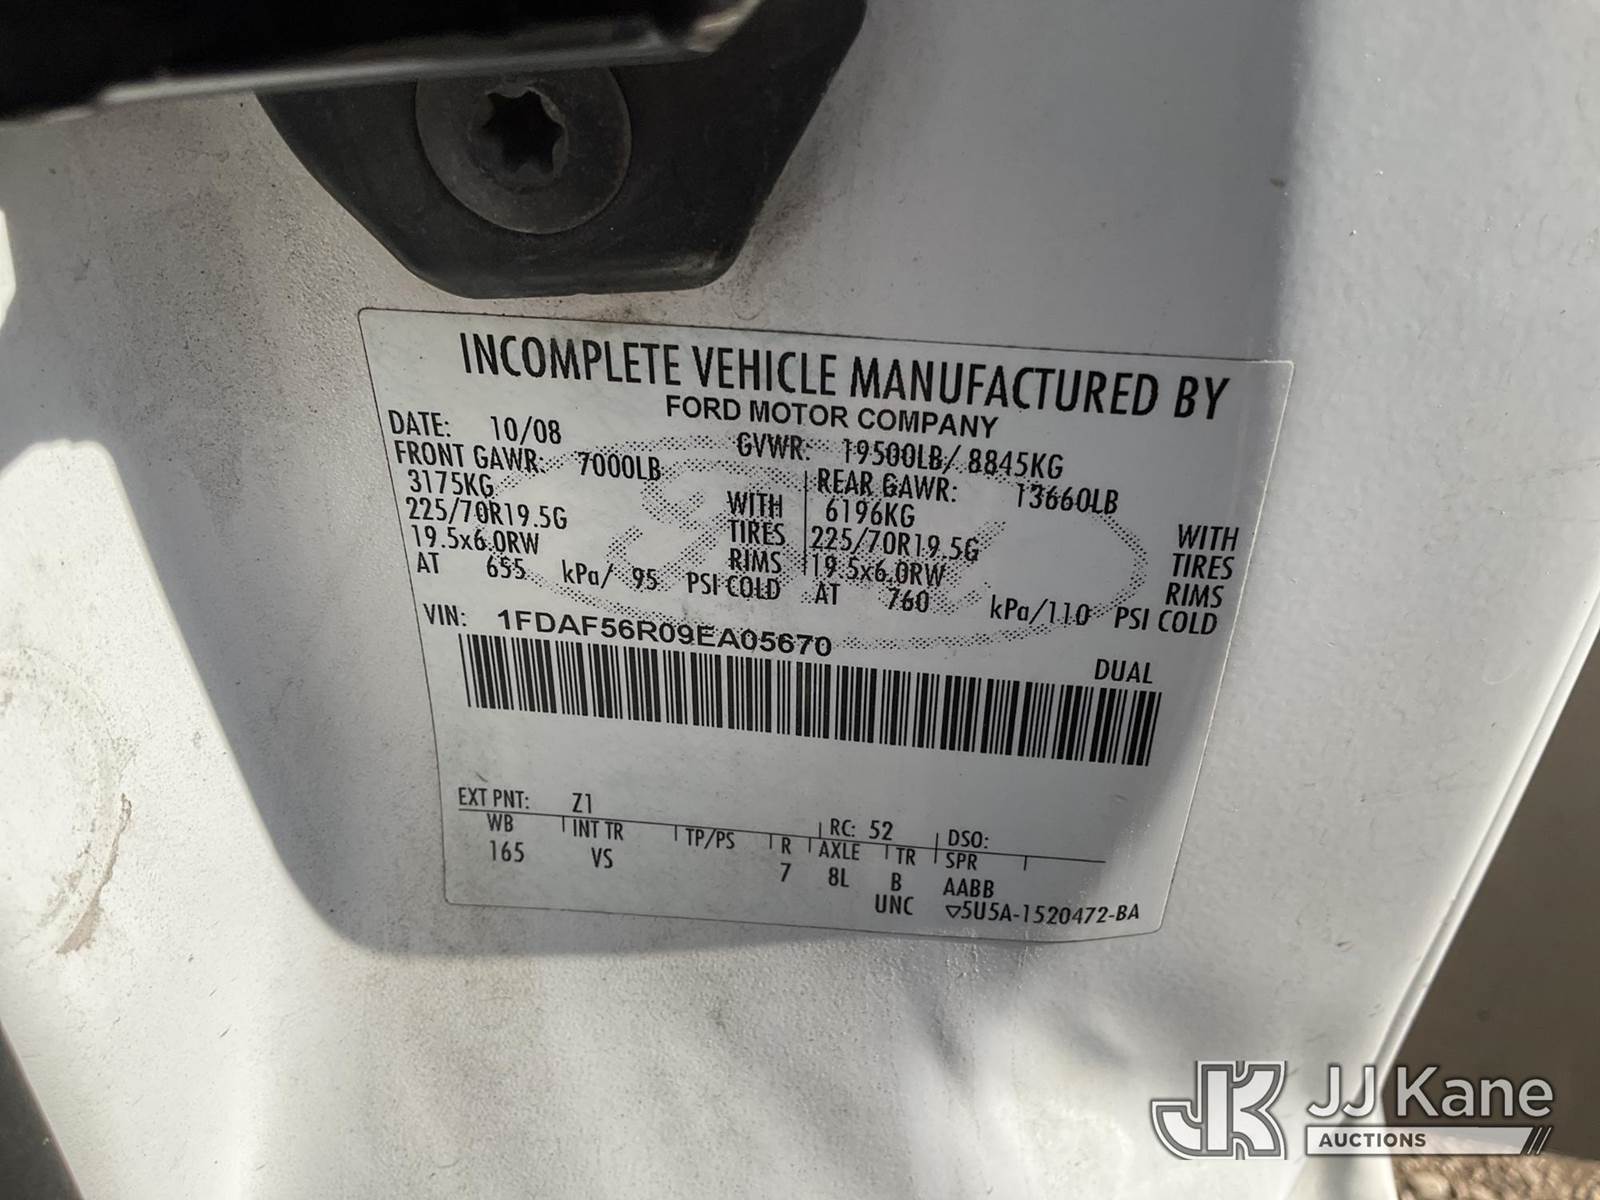 INCOMPLETE VEHICLE MANUFACTURED BY
FORD MOTOR COMPANY
DATE: 10/08 GVWR: 19500LB/ 8845KG
FRONT GAWR: 7000LB REAR GAWR: 13660LB
3175KG WITH 6196KG WITH
225/70R19.5G TIRES 225/70R19.5G TIRES
19.5x6.0RW RIMS 19.5x6.0RW RIMS
AT 655 kPa/ 95 PSI COLD AT 760 kPa/110 PSI COLD
VIN: 1FDAF56R09EA05670
DUAL
EXT PNT: Z1 RC: 52 DSO:
WB INT TR TP/PS R AXLE TR SPR
165 VS 7 8L B AABB
UNC ▽5U5A-1520472-BA
JK JJ Kane
AUCTIONS